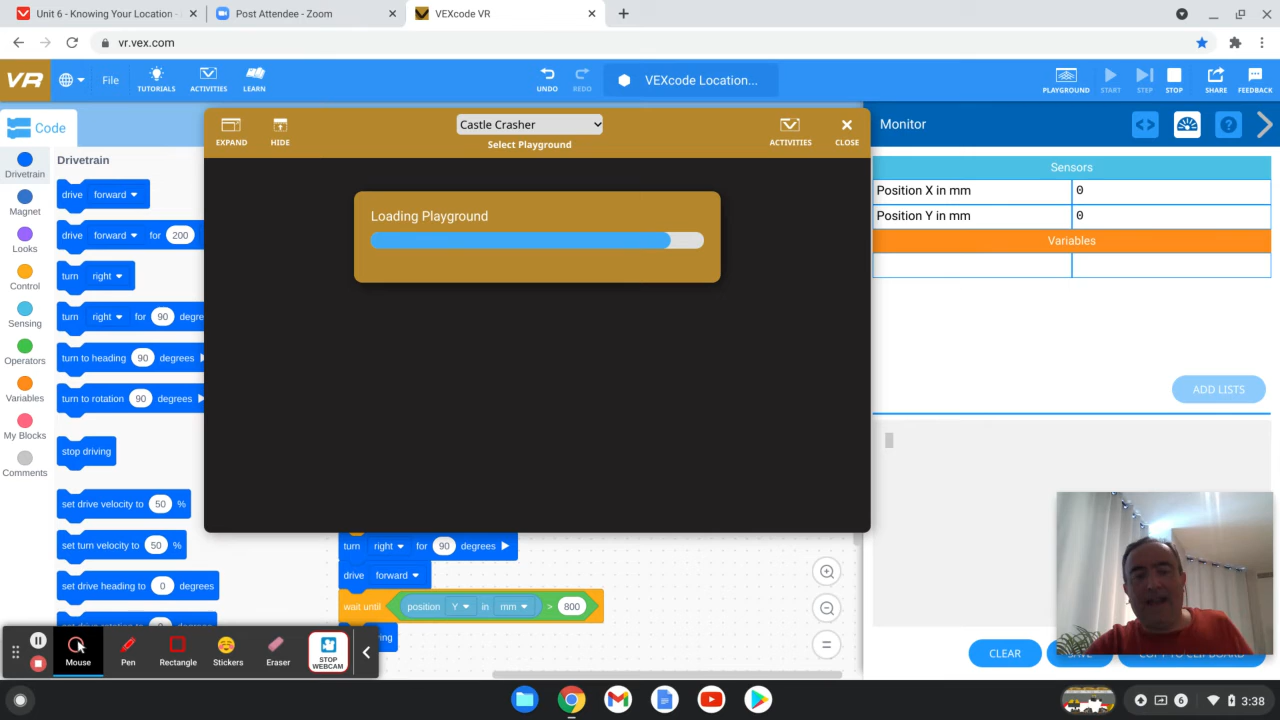 Unit 6 - Knowing Your Location -
Post Attendee - Zoom
VEXcode VR
vr.vex.com
VR
File
TUTORIALS
ACTIVITIES
LEARN
UNDO
REDO
VEXcode Location...
PLAYGROUND
START
STEP
STOP
SHARE
FEEDBACK
Code
Drivetrain
Magnet
Looks
Control
Sensing
Operators
Variables
My Blocks
Comments
Drivetrain
drive forward
drive forward for 200
turn right
turn right for 90 degre
turn to heading 90 degrees
turn to rotation 90 degrees
stop driving
set drive velocity to 50 %
set turn velocity to 50 %
set drive heading to 0 degrees
EXPAND
HIDE
Castle Crasher
Select Playground
ACTIVITIES
CLOSE
Loading Playground
turn right for 90 degrees
drive forward
wait until position Y in mm > 800
Monitor
Sensors
Position X in mm 0
Position Y in mm 0
Variables
ADD LISTS
CLEAR
Mouse
Pen
Rectangle
Stickers
Eraser
STOP
WEBCAM
6
3:38